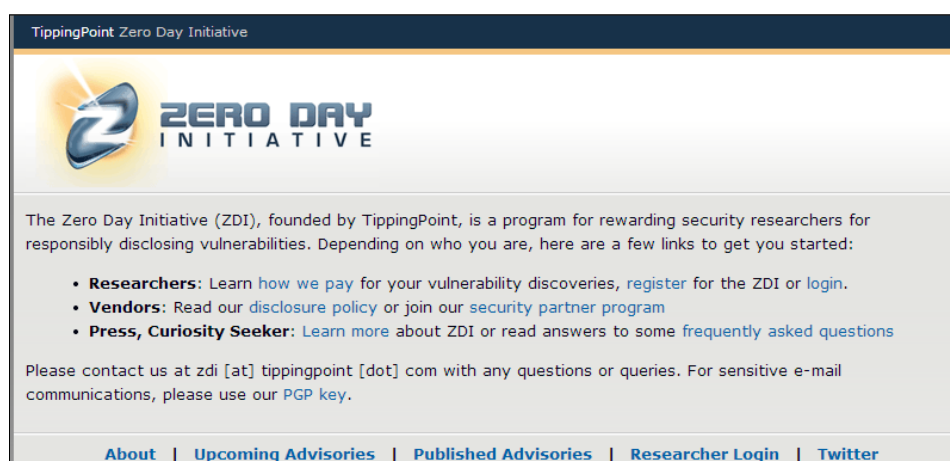 TippingPoint Zero Day Initiative
ZERO DAY
INITIATIVE
The Zero Day Initiative (ZDI), founded by TippingPoint, is a program for rewarding security researchers for
responsibly disclosing vulnerabilities. Depending on who you are, here are a few links to get you started:
• Researchers: Learn how we pay for your vulnerability discoveries, register for the ZDI or login.
• Vendors: Read our disclosure policy or join our security partner program
• Press, Curiosity Seeker: Learn more about ZDI or read answers to some frequently asked questions
Please contact us at zdi [at] tippingpoint [dot] com with any questions or queries. For sensitive e-mail
communications, please use our PGP key.
About | Upcoming Advisories | Published Advisories | Researcher Login | Twitter